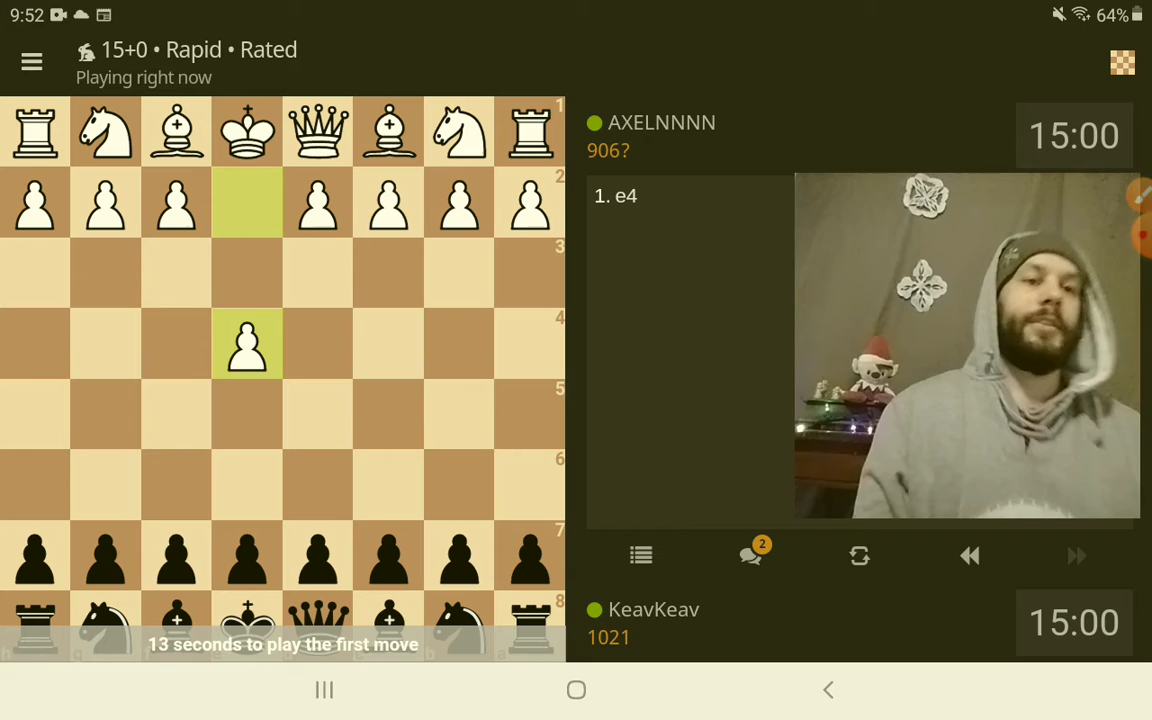 9:52
64%
15+0 • Rapid • Rated
Playing right now
AXELNNNN
906?
15:00
1. e4
1
2
3
4
5
6
7
8
2
KeavKeav
1021
15:00
13 seconds to play the first move
h g
b a